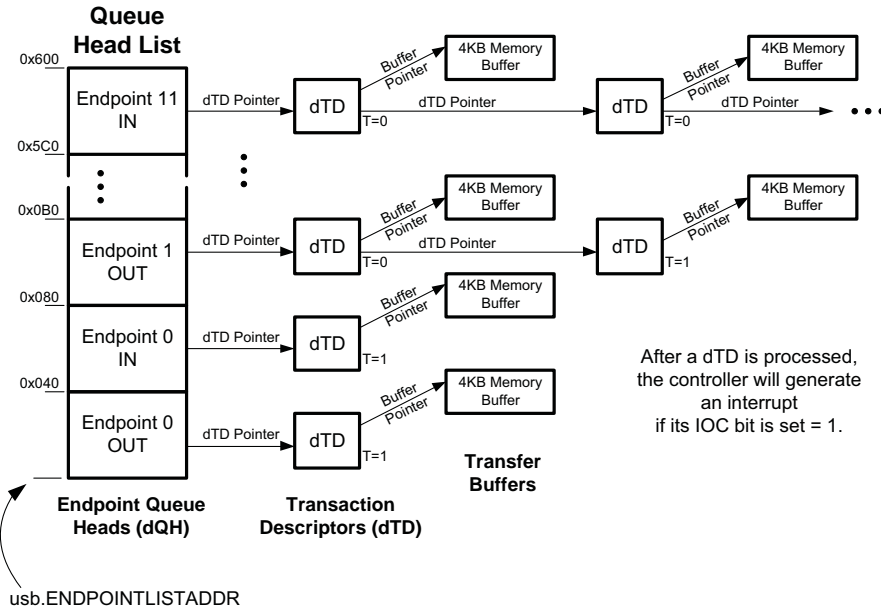 Queue
Head List
0x600
Endpoint 11
IN
dTD Pointer
dTD
T=0
Buffer
Pointer
4KB Memory
Buffer
dTD Pointer
dTD
T=0
Buffer
Pointer
4KB Memory
Buffer
dTD Pointer
0x5C0
0x0B0
Endpoint 1
OUT
dTD Pointer
dTD
T=0
Buffer
Pointer
4KB Memory
Buffer
dTD Pointer
dTD
T=1
Buffer
Pointer
4KB Memory
Buffer
0x080
Endpoint 0
IN
dTD Pointer
dTD
T=1
Buffer
Pointer
4KB Memory
Buffer
0x040
Endpoint 0
OUT
dTD Pointer
dTD
T=1
Buffer
Pointer
4KB Memory
Buffer
After a dTD is processed,
the controller will generate
an interrupt
if its IOC bit is set = 1.
Endpoint Queue
Heads (dQH)
Transaction
Descriptors (dTD)
Transfer
Buffers
usb.ENDPOINTLISTADDR